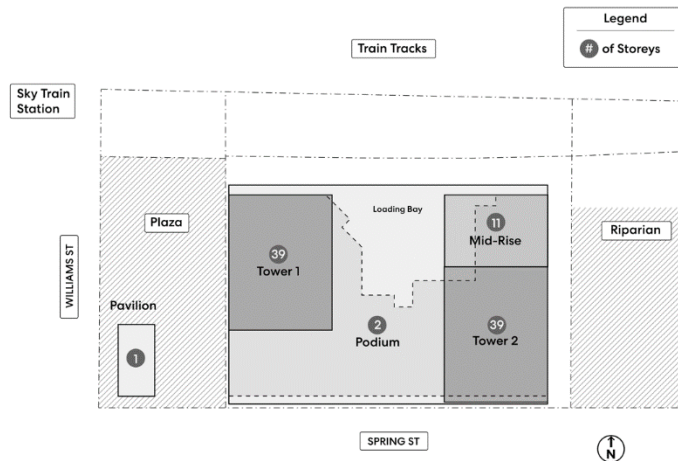 Legend
# of Storeys
Train Tracks
Sky Train
Station
Loading Bay
Plaza
11
Mid-Rise
Riparian
39
Tower 1
WILLIAMS ST
Pavilion
1
2
Podium
39
Tower 2
SPRING ST
N